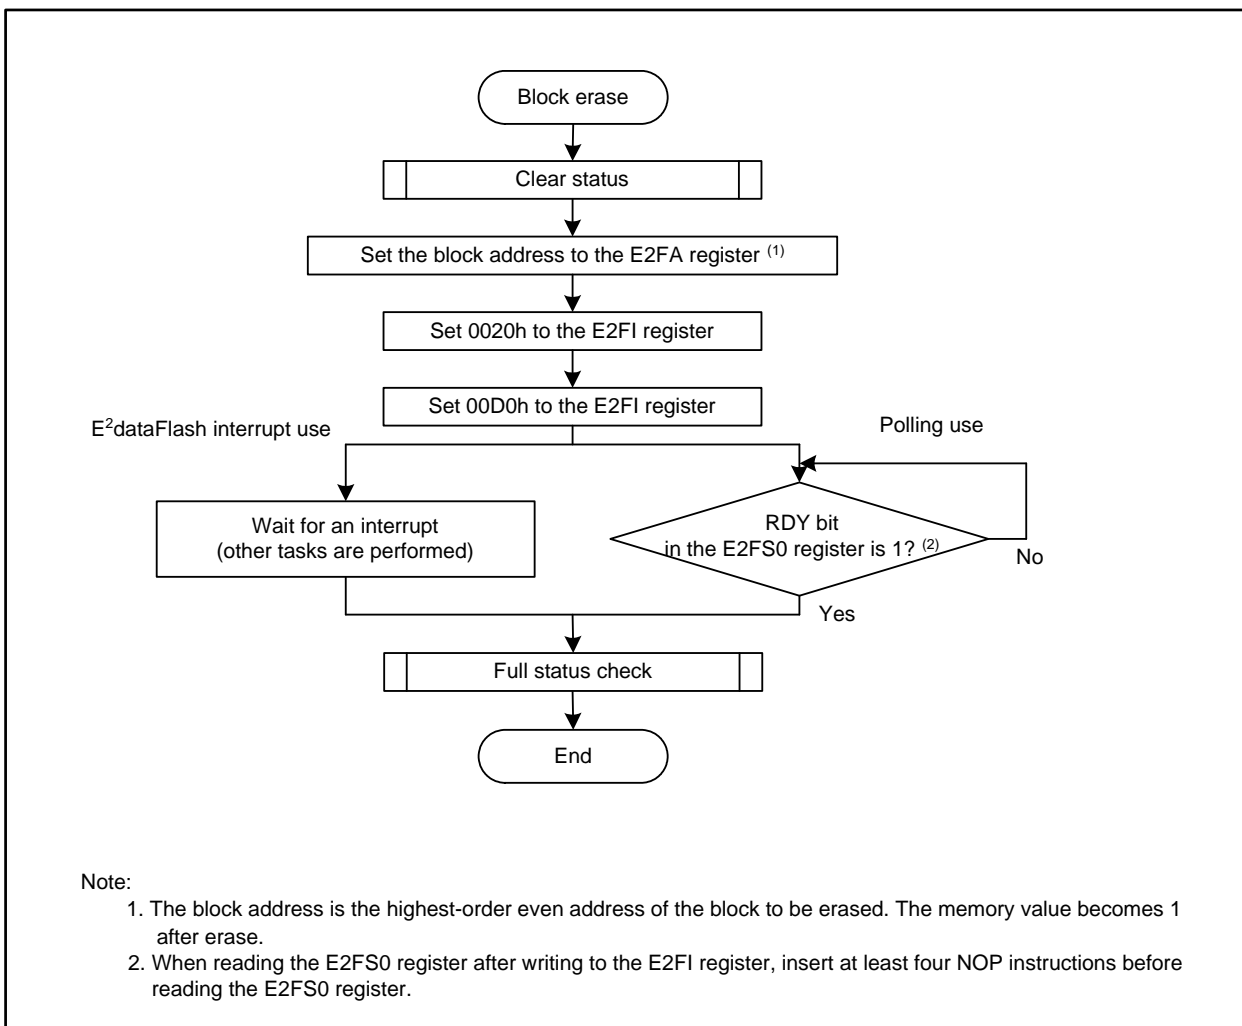 Block erase
Clear status
Set the block address to the E2FA register (1)
Set 0020h to the E2FI register
Set 00D0h to the E2FI register
E2dataFlash interrupt use
Polling use
Wait for an interrupt
(other tasks are performed)
RDY bit
in the E2FS0 register is 1? (2)
No
Yes
Full status check
End
Note:
1. The block address is the highest-order even address of the block to be erased. The memory value becomes 1
after erase.
2. When reading the E2FS0 register after writing to the E2FI register, insert at least four NOP instructions before
reading the E2FS0 register.